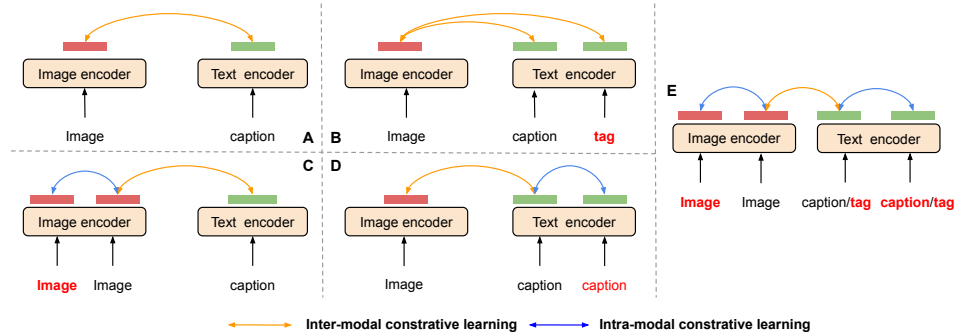 Image encoder
Text encoder
Image
caption
A
Image encoder
Text encoder
Image
caption
tag
B
C
Image encoder
Text encoder
Image
Image
caption
D
Image encoder
Text encoder
Image
caption
caption
E
Image encoder
Text encoder
Image
Image
caption/tag
caption/tag
Inter-modal constrative learning
Intra-modal constrative learning